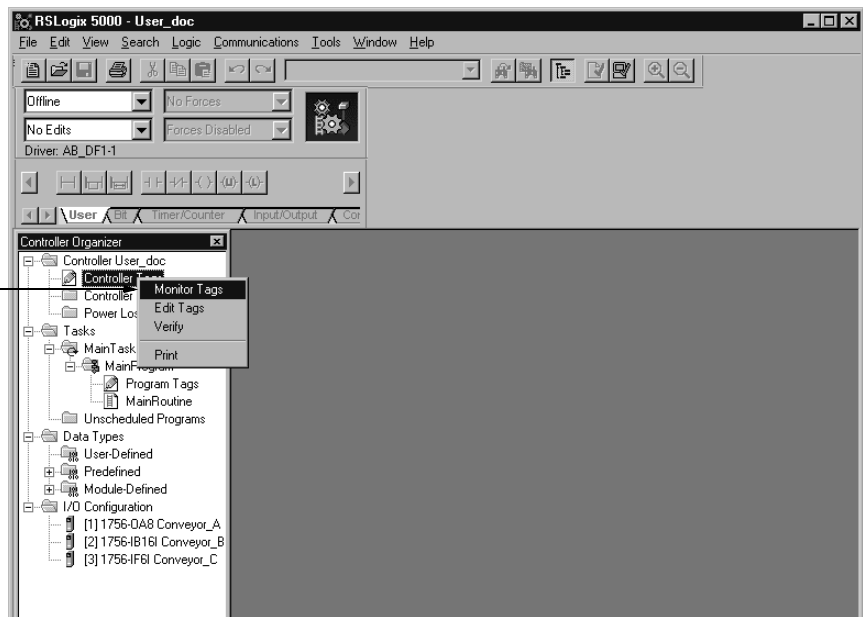 RSLogix 5000 - User_doc
File Edit View Search Logic Communications Tools Window Help
Offline
No Forces
No Edits
Forces Disabled
Driver: AB_DF1-1
User
Bit
Timer/Counter
Input/Output
Cor
Controller Organizer
Controller User_doc
Controller Tags
Controller
Power Los
Monitor Tags
Edit Tags
Verify
Print
Tasks
MainTask
MainProgram
Program Tags
MainRoutine
Unscheduled Programs
Data Types
User-Defined
Predefined
Module-Defined
I/O Configuration
[1] 1756-OA8 Conveyor_A
[2] 1756-IB16I Conveyor_B
[3] 1756-IF6I Conveyor_C